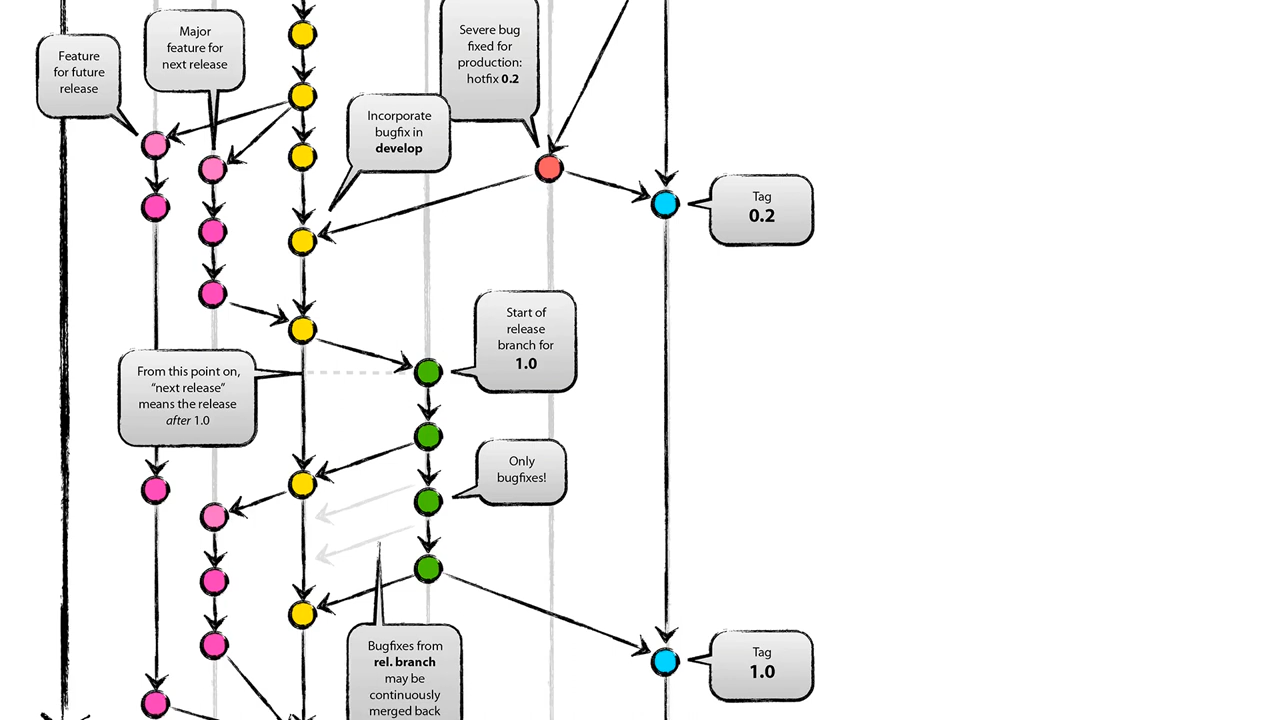 Major
feature for
next release
Feature
for future
release
Severe bug
fixed for
production:
hotfix 0.2
Incorporate
bugfix in
develop
Tag
0.2
Start of
release
branch for
1.0
From this point on,
“next release”
means the release
after 1.0
Only
bugfixes!
Bugfixes from
rel. branch
may be
continuously
merged back
Tag
1.0